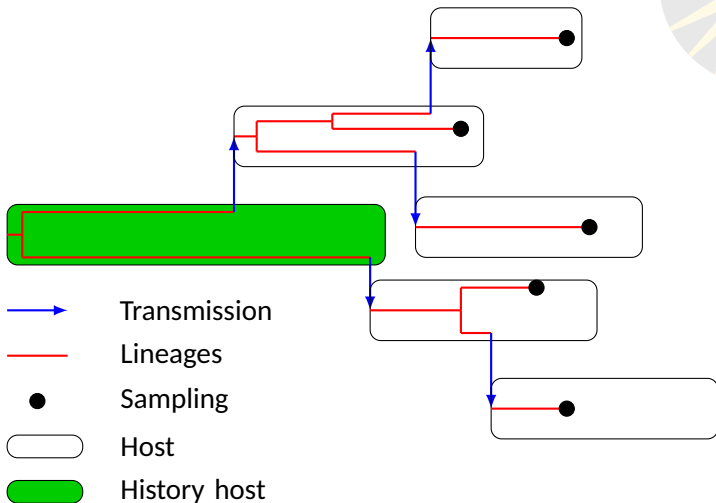 Transmission
Lineages
Sampling
Host
History host